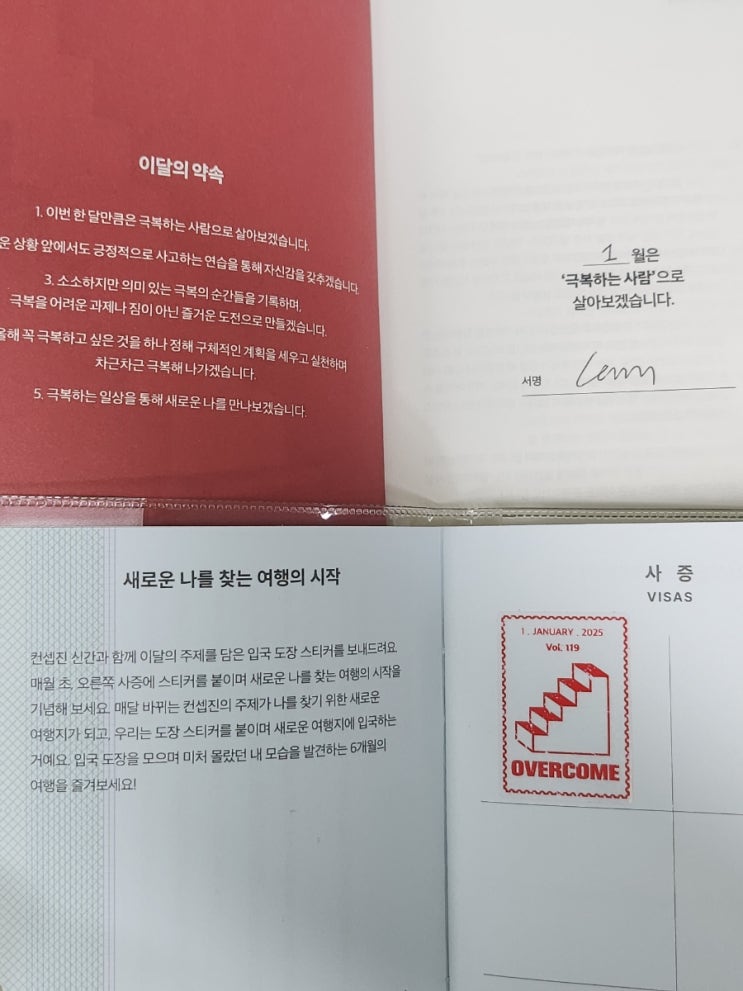 이달의 약속
1. 이번 한 달만큼은 극복하는 사람으로 살아보겠습니다.
상황 앞에서도 긍정적으로 사고하는 연습을 통해 자신감을 갖추겠습니다.
3. 소소하지만 의미 있는 극복의 순간들을 기록하며,
극복을 어려운 과제나 짐이 아닌 즐거운 도전으로 만들겠습니다.
꼭 극복하고 싶은 것을 하나 정해 구체적인 계획을 세우고 실천하며
차근차근 극복해 나가겠습니다.
5. 극복하는 일상을 통해 새로운 나를 만나보겠습니다.
1 월은
‘극복하는 사람’으로
살아보겠습니다.
서명
새로운 나를 찾는 여행의 시작
컨셉진 신간과 함께 이달의 주제를 담은 입국 도장 스티커를 보내드려요.
매월 초, 오른쪽 사증에 스티커를 붙이며 새로운 나를 찾는 여행의 시작을
기념해 보세요. 매달 바뀌는 컨셉진의 주제가 나를 찾기 위한 새로운
여행지가 되고, 우리는 도장 스티커를 붙이며 새로운 여행지에 입국하는
거예요. 입국 도장을 모으며 미처 몰랐던 내 모습을 발견하는 6개월의
여행을 즐겨보세요!
사 증
VISAS
1 . JANUARY . 2025
Vol. 119
OVERCOME